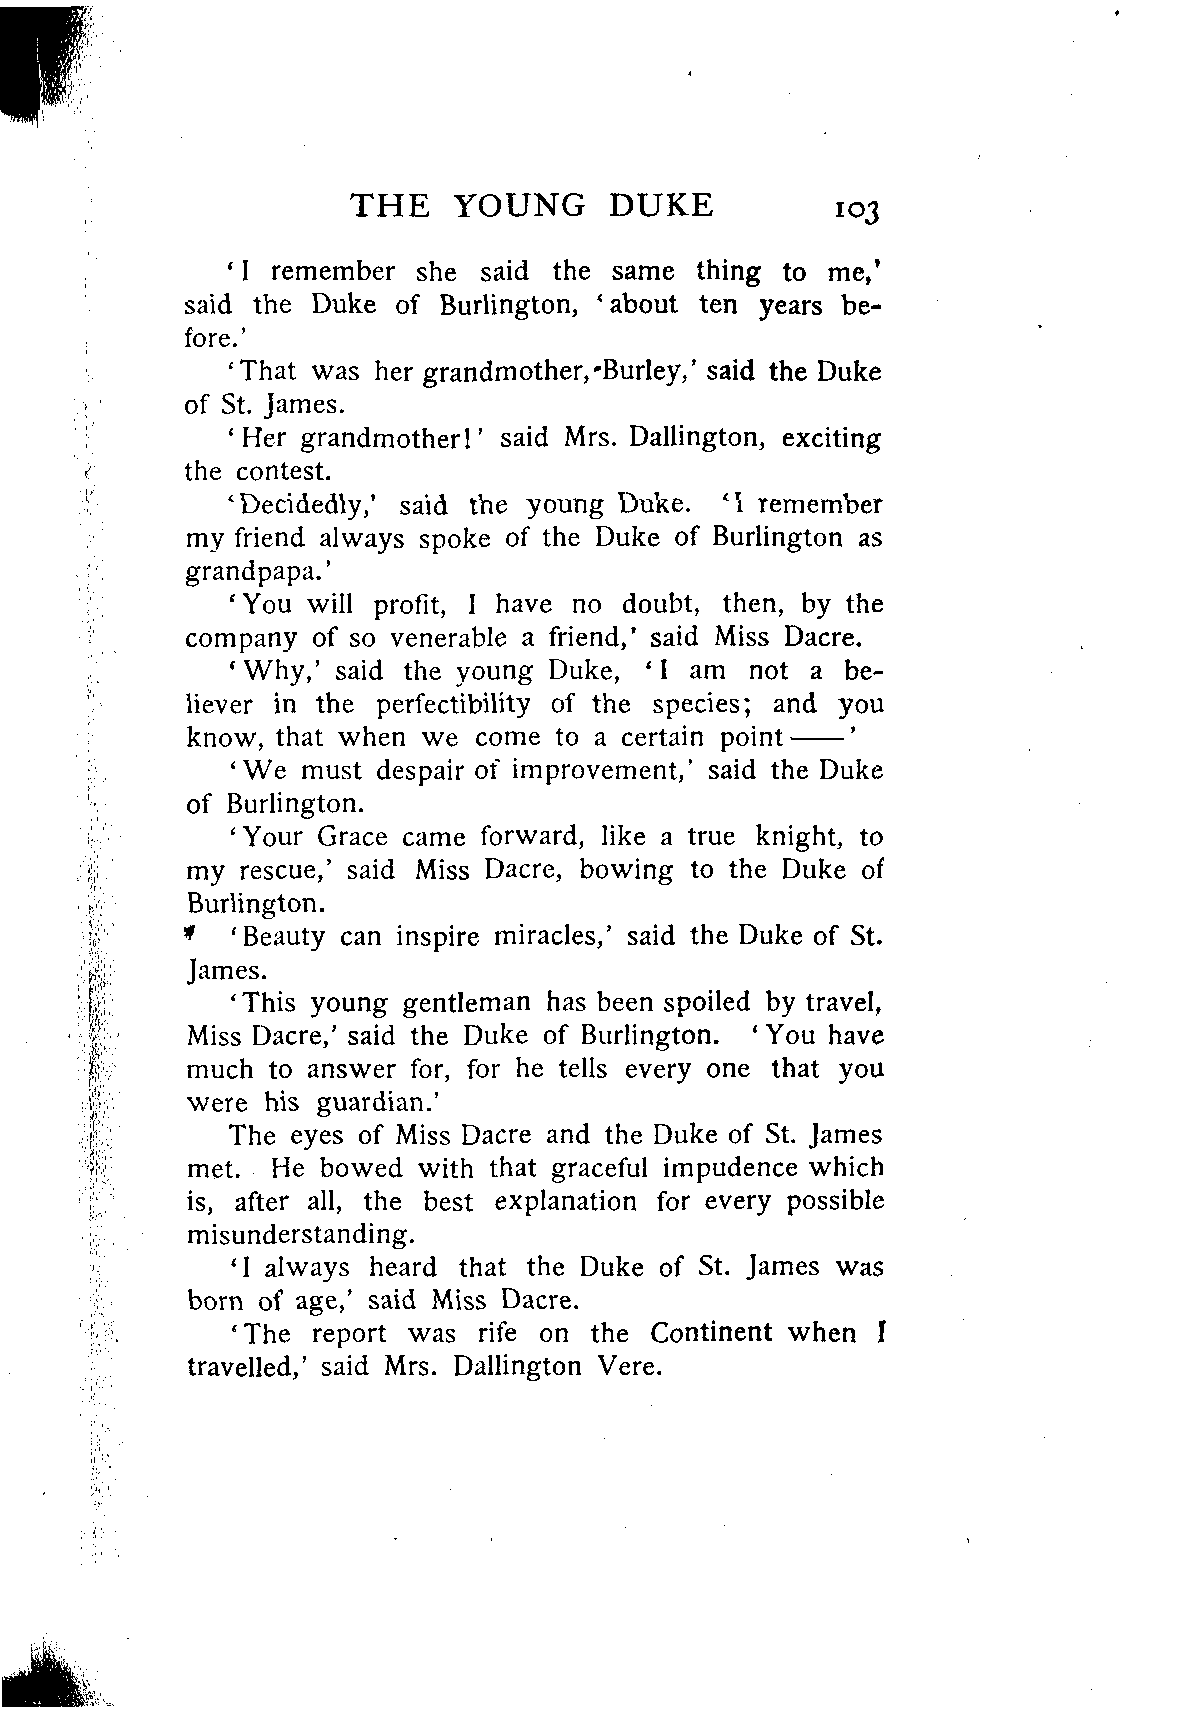 THE YOUNG DUKE 103
‘I remember she said the same thing to me,’
said the Duke of Burlington, ‘about ten years be-
fore.’
‘That was her grandmother, Burley,’ said the Duke
of St. James.
‘Her grandmother!’ said Mrs. Dallington, exciting
the contest.
‘Decidedly,’ said the young Duke. ‘I remember
my friend always spoke of the Duke of Burlington as
grandpapa.’
‘You will profit, I have no doubt, then, by the
company of so venerable a friend,’ said Miss Dacre.
‘Why,’ said the young Duke, ‘I am not a be-
liever in the perfectibility of the species; and you
know, that when we come to a certain point——’
‘We must despair of improvement,’ said the Duke
of Burlington.
‘Your Grace came forward, like a true knight, to
my rescue,’ said Miss Dacre, bowing to the Duke of
Burlington.
‘Beauty can inspire miracles,’ said the Duke of St.
James.
‘This young gentleman has been spoiled by travel,
Miss Dacre,’ said the Duke of Burlington. ‘You have
much to answer for, for he tells every one that you
were his guardian.’
The eyes of Miss Dacre and the Duke of St. James
met. He bowed with that graceful impudence which
is, after all, the best explanation for every possible
misunderstanding.
‘I always heard that the Duke of St. James was
born of age,’ said Miss Dacre.
‘The report was rife on the Continent when I
travelled,’ said Mrs. Dallington Vere.